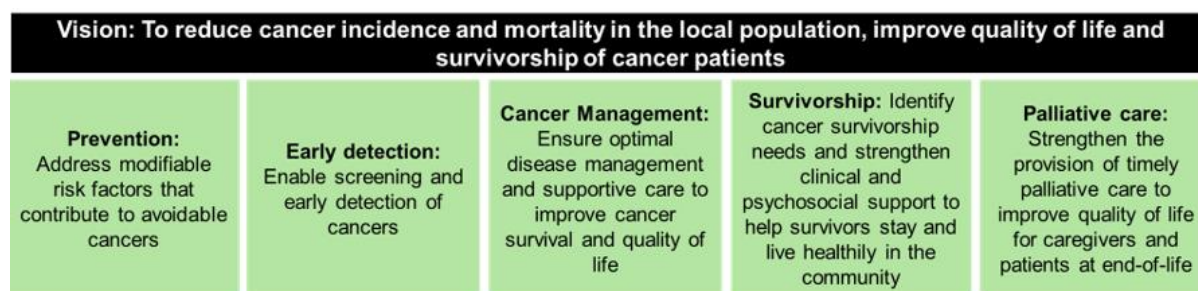 Vision: To reduce cancer incidence and mortality in the local population, improve quality of life and
survivorship of cancer patients
Prevention:
Address modifiable
risk factors that
contribute to avoidable
cancers
Early detection:
Enable screening and
early detection of
cancers
Cancer Management:
Ensure optimal
disease management
and supportive care to
improve cancer
survival and quality of
life
Survivorship: Identify
cancer survivorship
needs and strengthen
clinical and
psychosocial support to
help survivors stay and
live healthily in the
community
Palliative care:
Strengthen the
provision of timely
palliative care to
improve quality of life
for caregivers and
patients at end-of-life